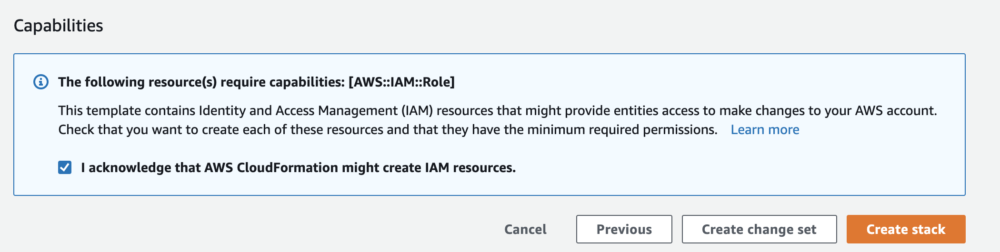 Capabilities
The following resource(s) require capabilities: [AWS::IAM::Role]
This template contains Identity and Access Management (IAM) resources that might provide entities access to make changes to your AWS account.
Check that you want to create each of these resources and that they have the minimum required permissions. Learn more
I acknowledge that AWS CloudFormation might create IAM resources.
Cancel Previous Create change set Create stack